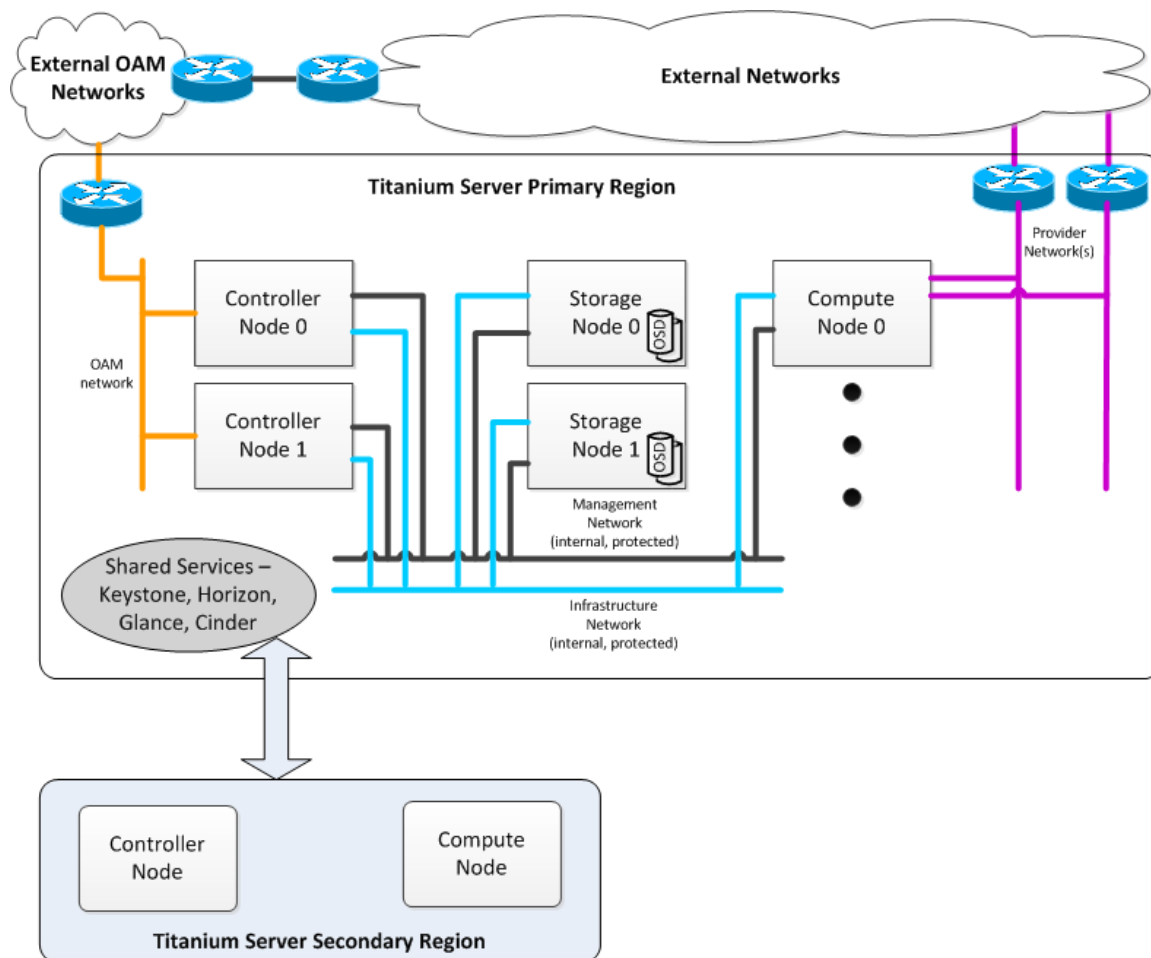 External OAM
Networks
External Networks
Titanium Server Primary Region
Provider
Network(s)
Controller
Node 0
Storage
Node 0
OSD
Compute
Node 0
OAM
network
Controller
Node 1
Storage
Node 1
OSD
Management
Network
(internal, protected)
Shared Services –
Keystone, Horizon,
Glance, Cinder
Infrastructure
Network
(internal, protected)
Controller
Node
Compute
Node
Titanium Server Secondary Region